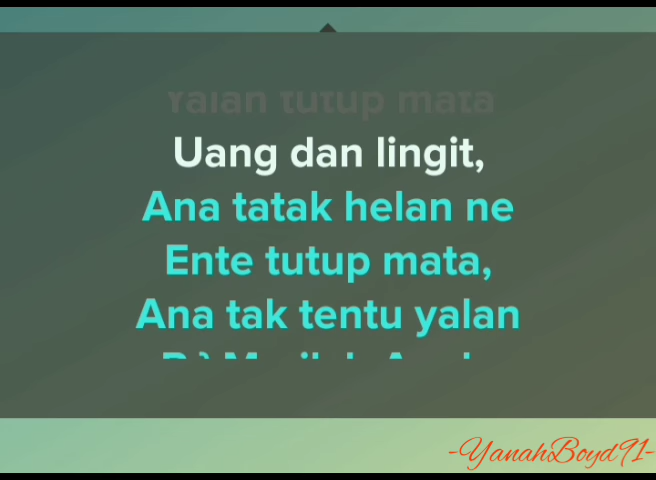 Yalan tutup mata
Uang dan lingit,
Ana tatak helan ne
Ente tutup mata,
Ana tak tentu yalan
-YanahBoyd91-